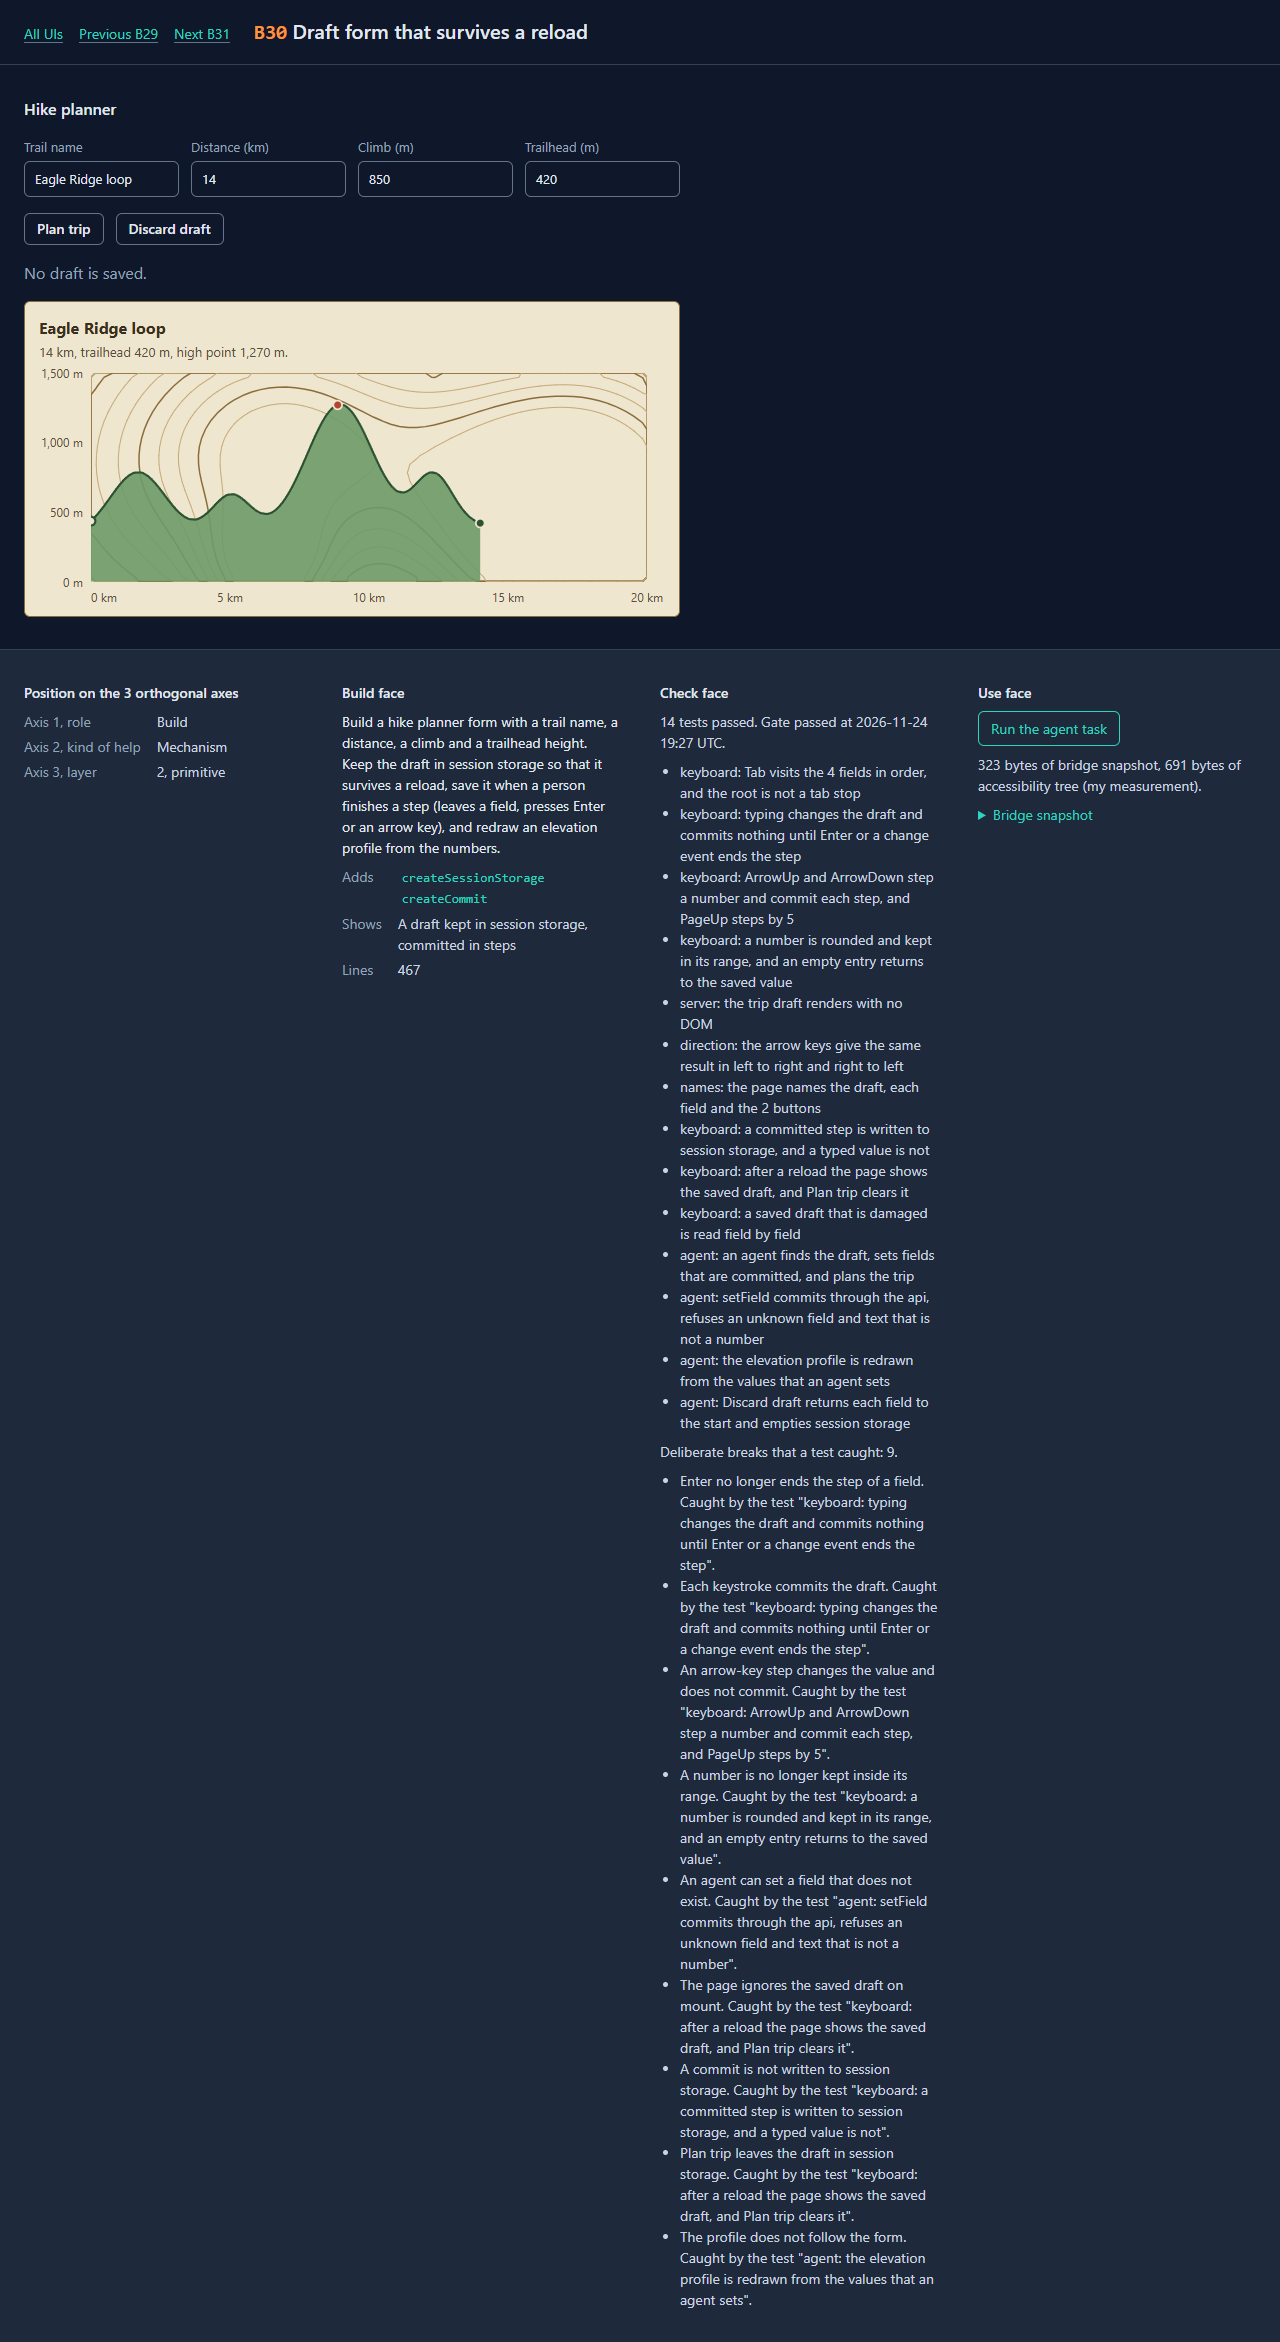 All UIs Previous B29 Next B31 B30 Draft form that survives a reload
Hike planner
Trail name Distance (km) Climb (m) Trailhead (m)
Eagle Ridge loop 14 850 420
Plan trip Discard draft
No draft is saved.
Eagle Ridge loop
14 km, trailhead 420 m, high point 1,270 m.
1,500 m
1,000 m
500 m
0 m
0 km 5 km 10 km 15 km 20 km
Position on the 3 orthogonal axes
Axis 1, role Build
Axis 2, kind of help Mechanism
Axis 3, layer 2, primitive
Build face
Build a hike planner form with a trail name, a
distance, a climb and a trailhead height.
Keep the draft in session storage so that it
survives a reload, save it when a person
finishes a step (leaves a field, presses Enter
or an arrow key), and redraw an elevation
profile from the numbers.
Adds createSessionStorage
createCommit
Shows A draft kept in session storage,
committed in steps
Lines 467
Check face
14 tests passed. Gate passed at 2026-11-24
19:27 UTC.
• keyboard: Tab visits the 4 fields in order,
and the root is not a tab stop
• keyboard: typing changes the draft and
commits nothing until Enter or a change
event ends the step
• keyboard: ArrowUp and ArrowDown step
a number and commit each step, and
PageUp steps by 5
• keyboard: a number is rounded and kept
in its range, and an empty entry returns
to the saved value
• server: the trip draft renders with no
DOM
• direction: the arrow keys give the same
result in left to right and right to left
• names: the page names the draft, each
field and the 2 buttons
• keyboard: a committed step is written to
session storage, and a typed value is not
• keyboard: after a reload the page shows
the saved draft, and Plan trip clears it
• keyboard: a saved draft that is damaged
is read field by field
• agent: an agent finds the draft, sets fields
that are committed, and plans the trip
• agent: setField commits through the api,
refuses an unknown field and text that is
not a number
• agent: the elevation profile is redrawn
from the values that an agent sets
• agent: Discard draft returns each field to
the start and empties session storage
Deliberate breaks that a test caught: 9.
• Enter no longer ends the step of a field.
Caught by the test "keyboard: typing
changes the draft and commits nothing
until Enter or a change event ends the
step".
• Each keystroke commits the draft. Caught
by the test "keyboard: typing changes the
draft and commits nothing until Enter or
a change event ends the step".
• An arrow-key step changes the value and
does not commit. Caught by the test
"keyboard: ArrowUp and ArrowDown
step a number and commit each step,
and PageUp steps by 5".
• A number is no longer kept inside its
range. Caught by the test "keyboard: a
number is rounded and kept in its range,
and an empty entry returns to the saved
value".
• An agent can set a field that does not
exist. Caught by the test "agent: setField
commits through the api, refuses an
unknown field and text that is not a
number".
• The page ignores the saved draft on
mount. Caught by the test "keyboard:
after a reload the page shows the saved
draft, and Plan trip clears it".
• A commit is not written to session
storage. Caught by the test "keyboard: a
committed step is written to session
storage, and a typed value is not".
• Plan trip leaves the draft in session
storage. Caught by the test "keyboard:
after a reload the page shows the saved
draft, and Plan trip clears it".
• The profile does not follow the form.
Caught by the test "agent: the elevation
profile is redrawn from the values that an
agent sets".
Use face
Run the agent task
323 bytes of bridge snapshot, 691 bytes of
accessibility tree (my measurement).
▶ Bridge snapshot